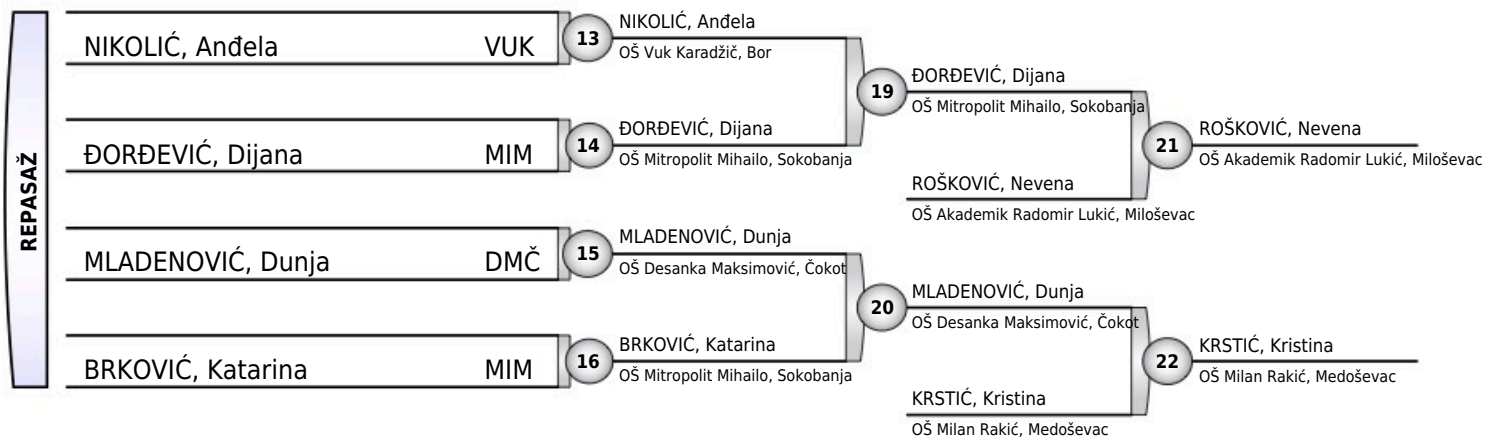 REPASAŽ
NIKOLIĆ, Anđela VUK
13
NIKOLIĆ, Anđela
OŠ Vuk Karadžič, Bor
ĐORĐEVIĆ, Dijana MIM
14
ĐORĐEVIĆ, Dijana
OŠ Mitropolit Mihailo, Sokobanja
MLADENOVIĆ, Dunja DMČ
15
MLADENOVIĆ, Dunja
OŠ Desanka Maksimović, Čokot
BRKOVIĆ, Katarina MIM
16
BRKOVIĆ, Katarina
OŠ Mitropolit Mihailo, Sokobanja
19
ĐORĐEVIĆ, Dijana
OŠ Mitropolit Mihailo, Sokobanja
ROŠKOVIĆ, Nevena
OŠ Akademik Radomir Lukić, Miloševac
20
MLADENOVIĆ, Dunja
OŠ Desanka Maksimović, Čokot
KRSTIĆ, Kristina
OŠ Milan Rakić, Medoševac
21
ROŠKOVIĆ, Nevena
OŠ Akademik Radomir Lukić, Miloševac
22
KRSTIĆ, Kristina
OŠ Milan Rakić, Medoševac